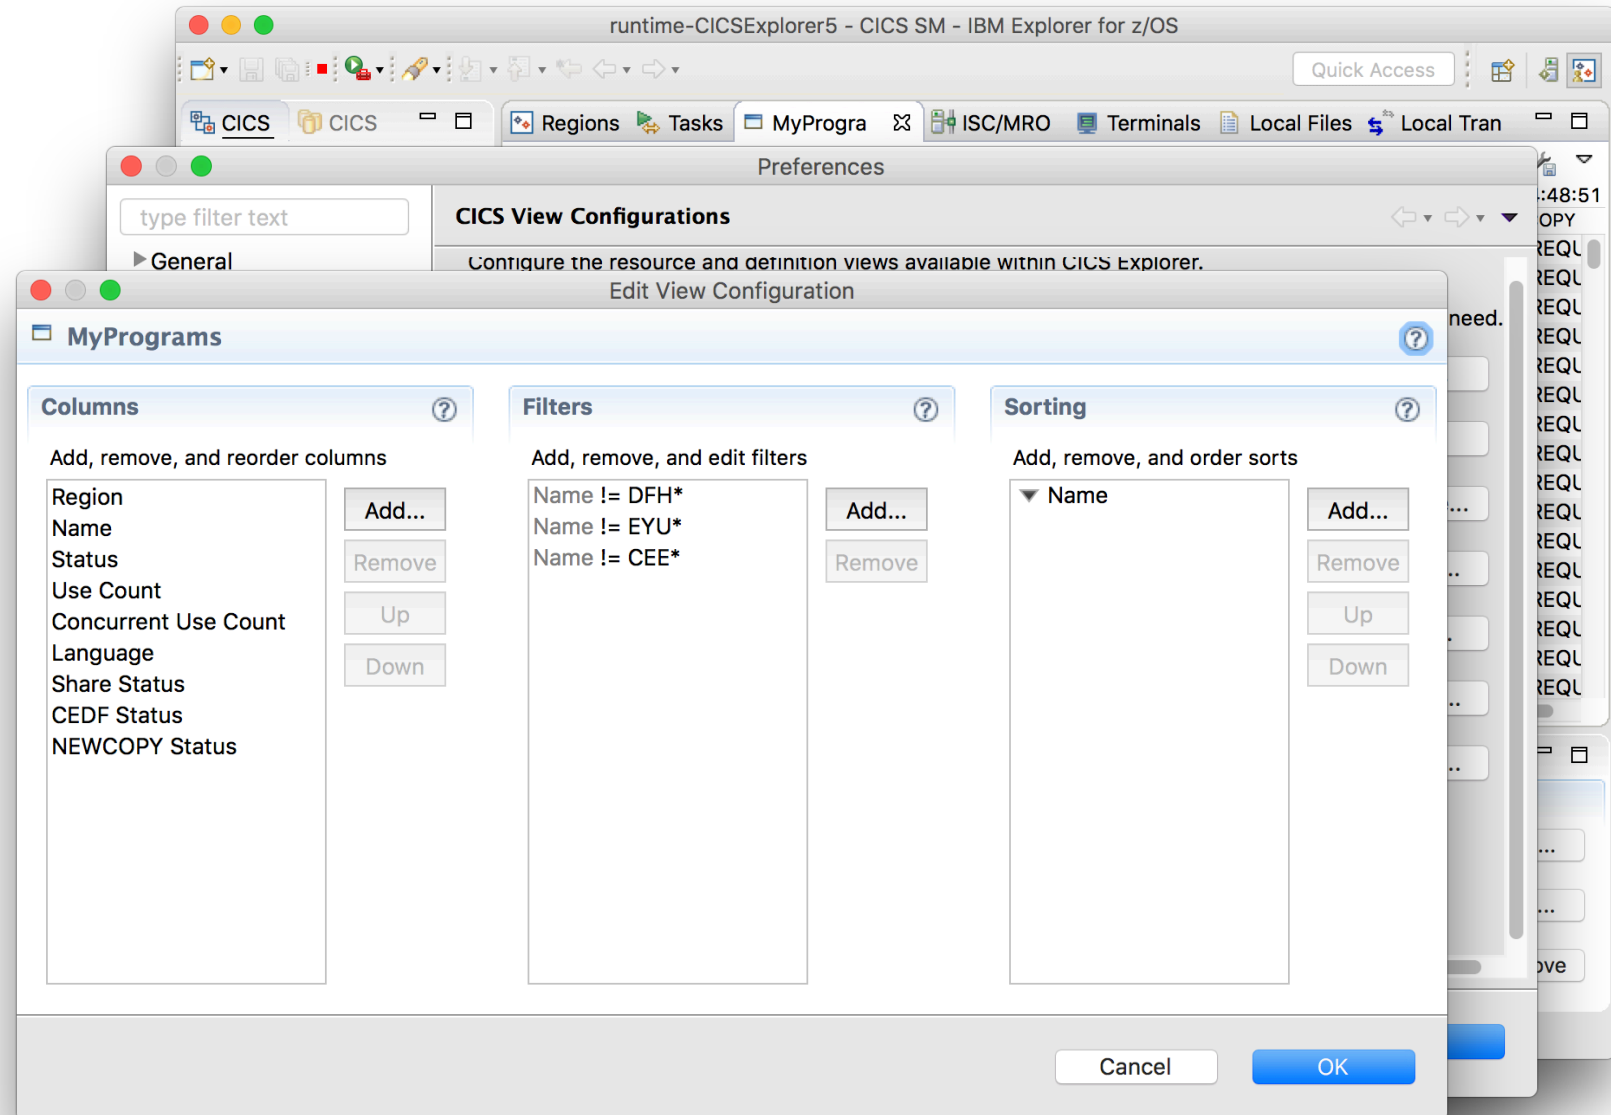 runtime-CICSExplorer5 - CICS SM - IBM Explorer for z/OS
Quick Access
CICS CICS Regions Tasks MyProgra ISC/MRO Terminals Local Files Local Tran
Preferences
:48:51
type filter text CICS View Configurations OPY
General Configure the resource and definition views available within CICS Explorer.
Edit View Configuration
MyPrograms need.
Columns Filters Sorting
Add, remove, and reorder columns Add, remove, and edit filters Add, remove, and order sorts
Region Name != DFH* Name
Add... Add... Add...
Name Name != EYU*
Status Name != CEE*
Remove Remove Remove
Use Count
Concurrent Use Count Up Up
Language
Share Status Down Down
CEDF Status
NEWCOPY Status
Cancel OK